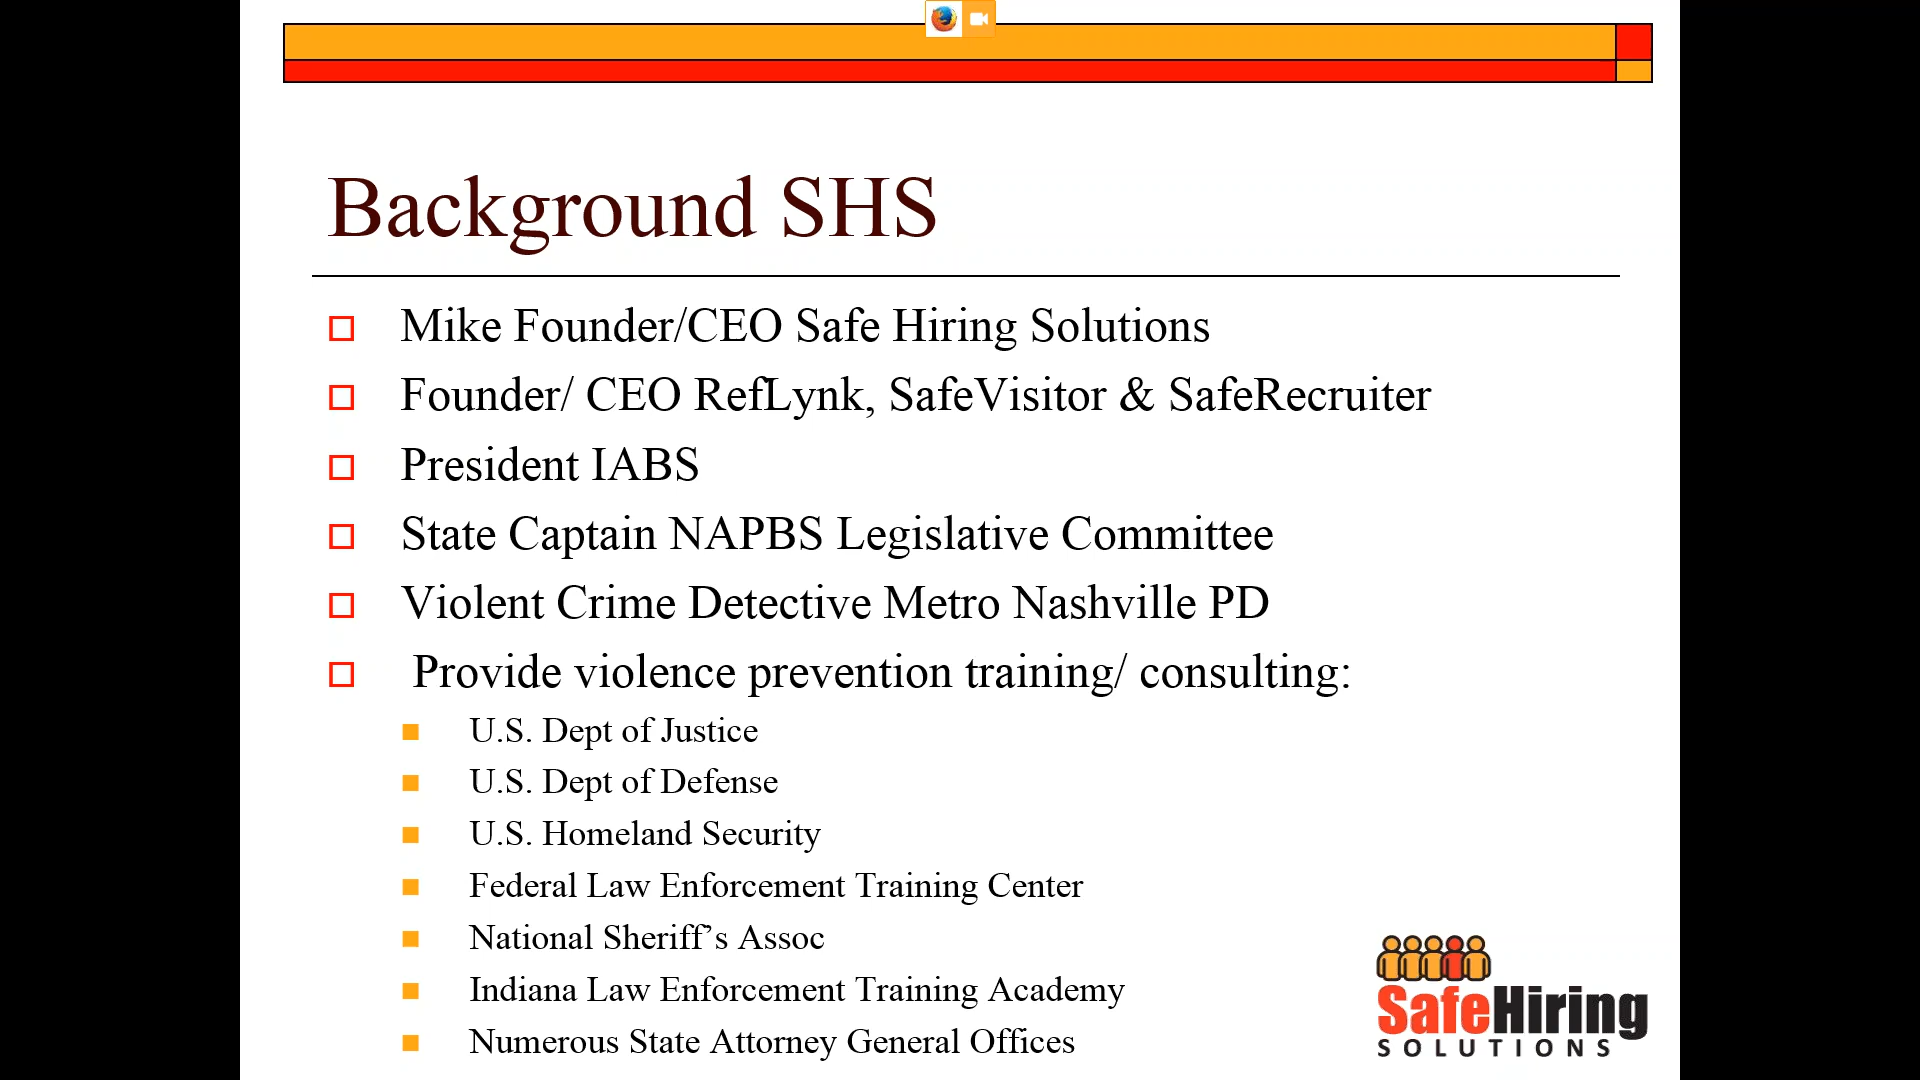 Background SHS
Mike Founder/CEO Safe Hiring Solutions
Founder/ CEO RefLynk, SafeVisitor & SafeRecruiter
President IABS
State Captain NAPBS Legislative Committee
Violent Crime Detective Metro Nashville PD
Provide violence prevention training/ consulting:
U.S. Dept of Justice
U.S. Dept of Defense
U.S. Homeland Security
Federal Law Enforcement Training Center
National Sheriff’s Assoc
Indiana Law Enforcement Training Academy
Numerous State Attorney General Offices
SafeHiring
SOLUTIONS